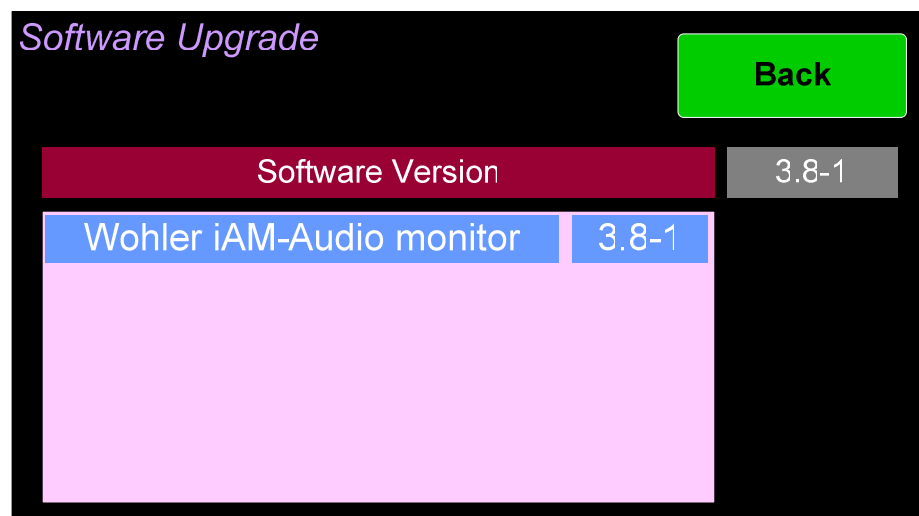 Software Upgrade
Back
Software Version 3.8-1
Wohler iAM-Audio monitor 3.8-1